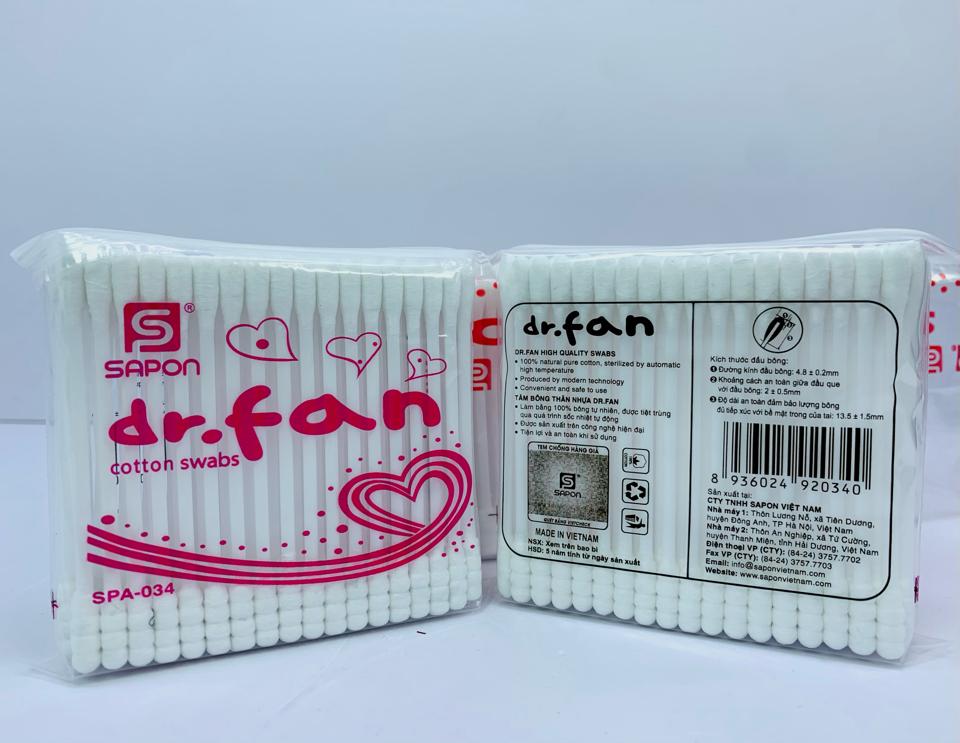 SAPON®
dr.fan
cotton swabs
SPA-034
dr.fan
DR.FAN HIGH QUALITY SWABS
• 100% natural pure cotton, sterilized by automatic
high temperature
• Produced by modern technology
• Convenient and safe to use
TĂM BÔNG THÂN NHỰA DR.FAN
• Làm bằng 100% bông tự nhiên, được tiệt trùng
qua quá trình sốc nhiệt tự động
• Được sản xuất trên công nghệ hiện đại
• Tiện lợi và an toàn khi sử dụng
TEM CHỐNG HÀNG GIẢ
SAPON
QUÉT BẰNG VNTCHECK
MADE IN VIETNAM
NSX: Xem trên bao bì
HSD: 5 năm tính từ ngày sản xuất
Kích thước đầu bông:
1 Đường kính đầu bông: 4.8 ± 0.2mm
2 Khoảng cách an toàn giữa đầu que
với đầu bông: 2 ± 0.5mm
3 Độ dài an toàn đảm bảo lượng bông
đủ tiếp xúc với bề mặt trong của tai: 13.5 ± 1.5mm
8 936024 920340
Sản xuất tại:
CTY TNHH SAPON VIỆT NAM
Nhà máy 1: Thôn Lương Nỗ, xã Tiên Dương,
huyện Đông Anh, TP Hà Nội, Việt Nam
Nhà máy 2: Thôn An Nghiệp, xã Tứ Cường,
huyện Thanh Miện, tỉnh Hải Dương, Việt Nam
Điện thoại VP (CTY): (84-24) 3757.7702
Fax VP (CTY): (84-24) 3757.7703
Email: info@saponvietnam.com
Website: www.saponvietnam.com